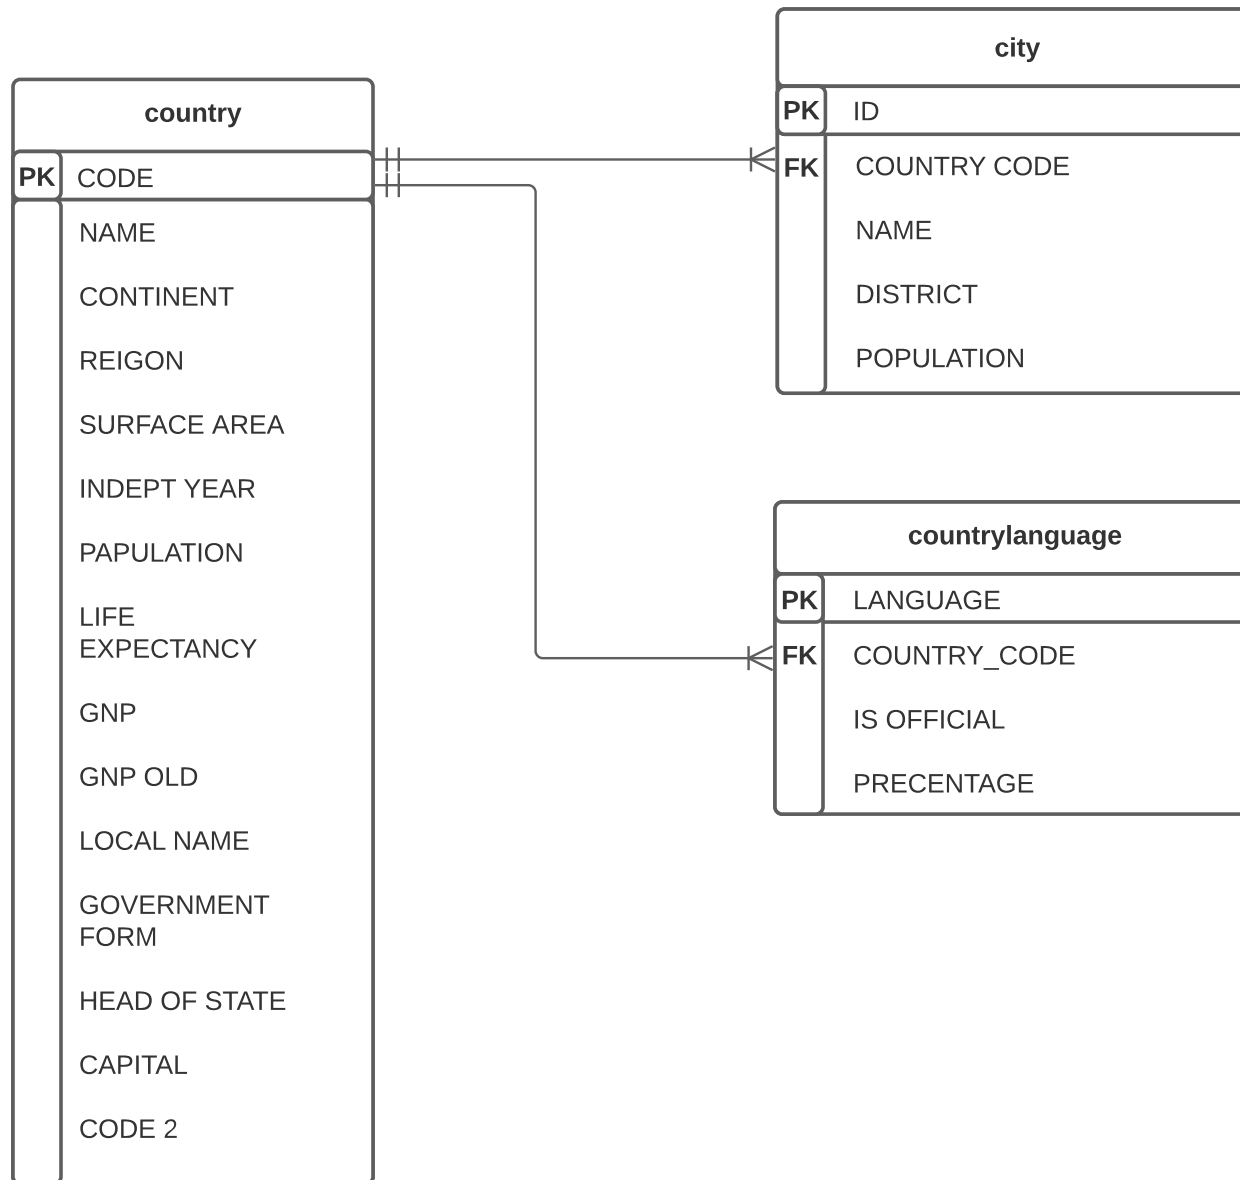 country
PK CODE
NAME
CONTINENT
REIGON
SURFACE AREA
INDEPT YEAR
PAPULATION
LIFE
EXPECTANCY
GNP
GNP OLD
LOCAL NAME
GOVERNMENT
FORM
HEAD OF STATE
CAPITAL
CODE 2
city
PK ID
FK COUNTRY CODE
NAME
DISTRICT
POPULATION
countrylanguage
PK LANGUAGE
FK COUNTRY_CODE
IS OFFICIAL
PRECENTAGE